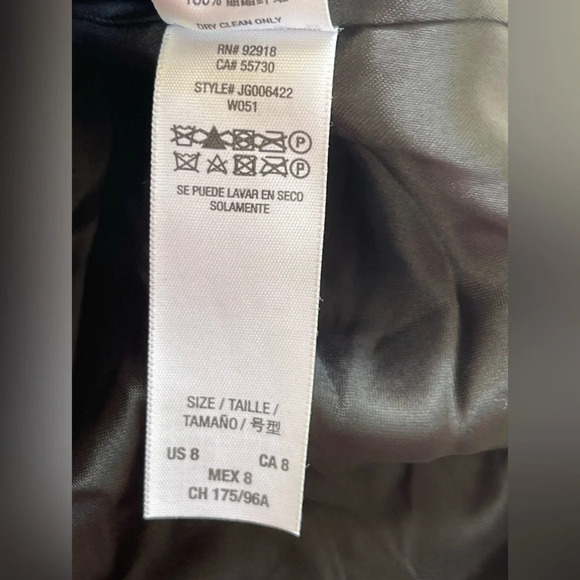 100%
DRY CLEAN ONLY
RN# 92918
CA# 55730
STYLE# JG006422
W051
P
P
SE PUEDE LAVAR EN SECO
SOLAMENTE
SIZE / TAILLE /
TAMAÑO / 号型
US 8 CA 8
MEX 8
CH 175/96A